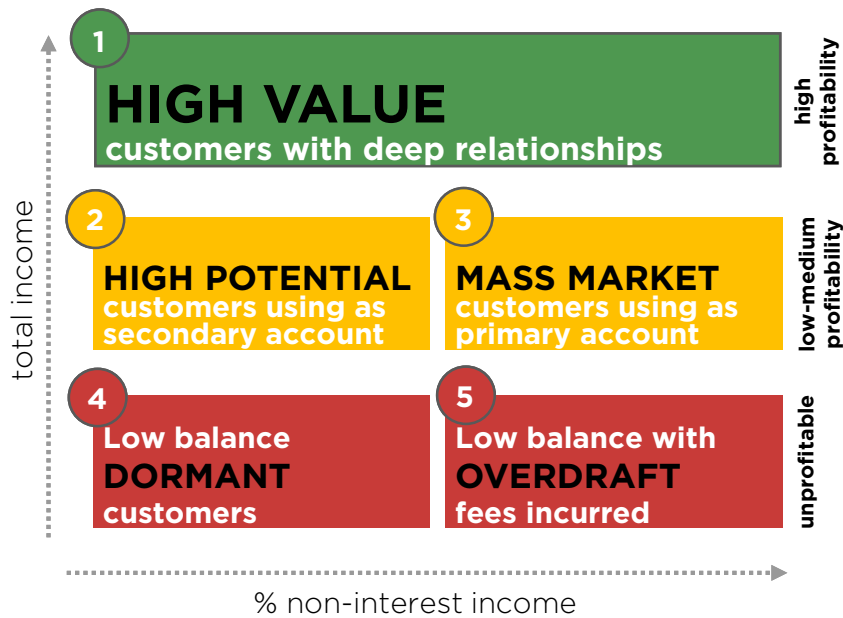 1
HIGH VALUE
customers with deep relationships
high
profitability
2
HIGH POTENTIAL
customers using as
secondary account
3
MASS MARKET
customers using as
primary account
low-medium
profitability
4
Low balance
DORMANT
customers
5
Low balance with
OVERDRAFT
fees incurred
unprofitable
total income
% non-interest income